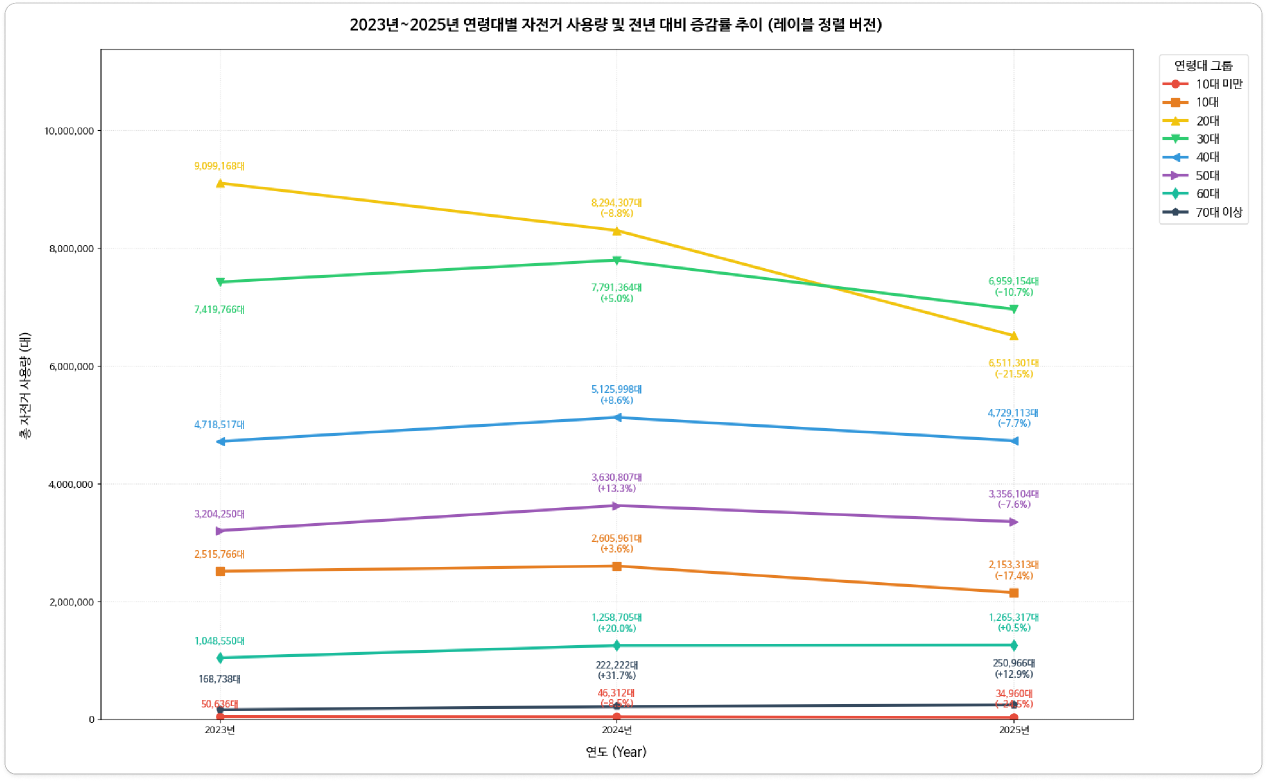 2023년~2025년 연령대별 자전거 사용량 및 전년 대비 증감률 추이 (레이블 정렬 버전)
연령대 그룹
10대 미만
10대
20대
30대
40대
50대
60대
70대 이상
총 자전거 사용량 (대)
10,000,000
8,000,000
6,000,000
4,000,000
2,000,000
0
9,099,168대
7,419,766대
4,718,517대
3,204,250대
2,515,766대
1,048,550대
168,738대
50,636대
8,294,307대
(-8.8%)
7,791,364대
(+5.0%)
5,125,998대
(+8.6%)
3,630,807대
(+13.3%)
2,605,961대
(+3.6%)
1,258,705대
(+20.0%)
222,222대
(+31.7%)
46,312대
(-8.5%)
6,959,154대
(-10.7%)
6,511,301대
(-21.5%)
4,729,113대
(-7.7%)
3,356,104대
(-7.6%)
2,153,313대
(-17.4%)
1,265,317대
(+0.5%)
250,966대
(+12.9%)
34,960대
2023년
2024년
2025년
연도 (Year)